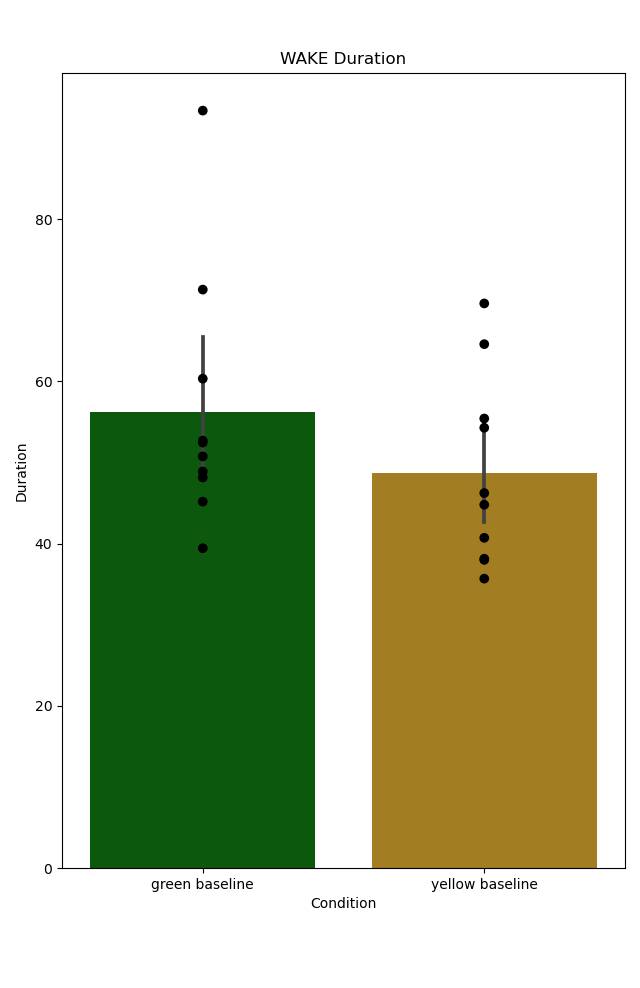 WAKE Duration
80
60
40
20
0
Duration
green baseline
yellow baseline
Condition